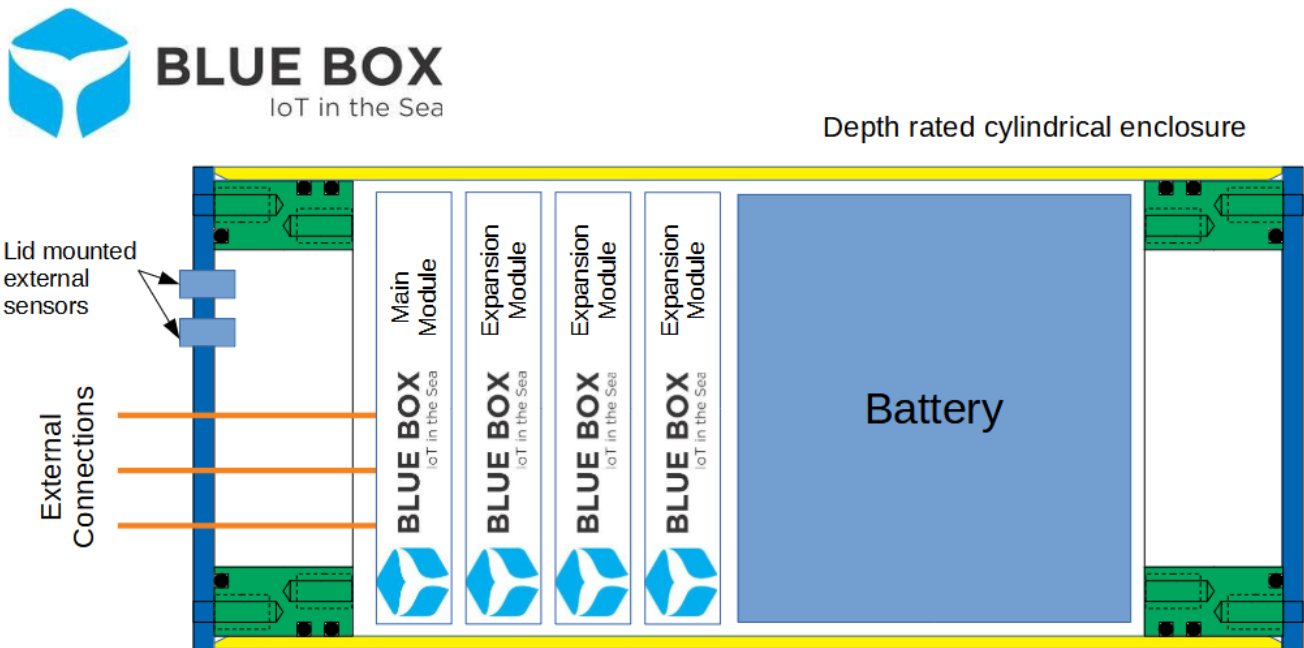 BLUE BOX
IoT in the Sea
Depth rated cylindrical enclosure
Lid mounted
external
sensors
External
Connections
Main
Module
BLUE BOX
IoT in the Sea
Expansion
Module
BLUE BOX
IoT in the Sea
Expansion
Module
BLUE BOX
IoT in the Sea
Expansion
Module
BLUE BOX
IoT in the Sea
Battery